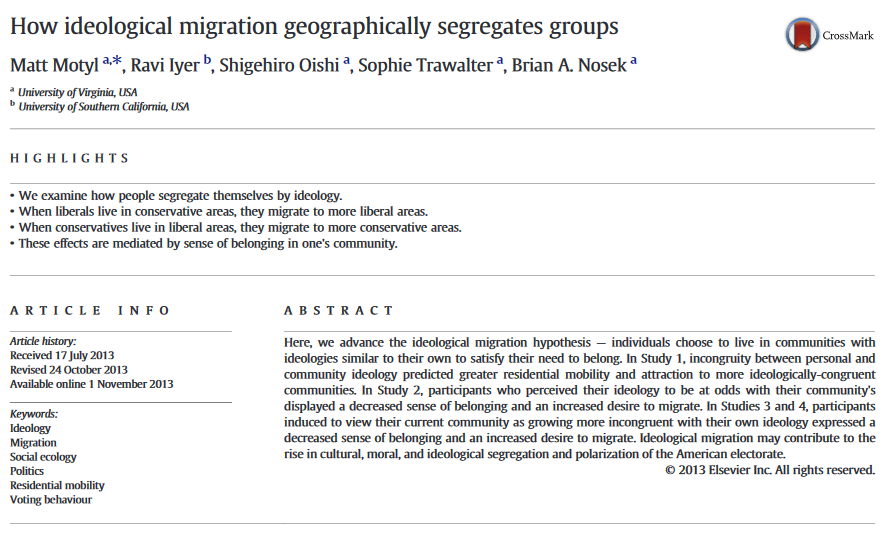 How ideological migration geographically segregates groups
CrossMark
Matt Motyl a,*, Ravi Iyer b, Shigehiro Oishi a, Sophie Trawalter a, Brian A. Nosek a
a University of Virginia, USA
b University of Southern California, USA
HIGHLIGHTS
• We examine how people segregate themselves by ideology.
• When liberals live in conservative areas, they migrate to more liberal areas.
• When conservatives live in liberal areas, they migrate to more conservative areas.
• These effects are mediated by sense of belonging in one's community.
ARTICLE INFO
Article history:
Received 17 July 2013
Revised 24 October 2013
Available online 1 November 2013
Keywords:
Ideology
Migration
Social ecology
Politics
Residential mobility
Voting behaviour
ABSTRACT
Here, we advance the ideological migration hypothesis — individuals choose to live in communities with
ideologies similar to their own to satisfy their need to belong. In Study 1, incongruity between personal and
community ideology predicted greater residential mobility and attraction to more ideologically-congruent
communities. In Study 2, participants who perceived their ideology to be at odds with their community's
displayed a decreased sense of belonging and an increased desire to migrate. In Studies 3 and 4, participants
induced to view their current community as growing more incongruent with their own ideology expressed a
decreased sense of belonging and an increased desire to migrate. Ideological migration may contribute to the
rise in cultural, moral, and ideological segregation and polarization of the American electorate.
© 2013 Elsevier Inc. All rights reserved.